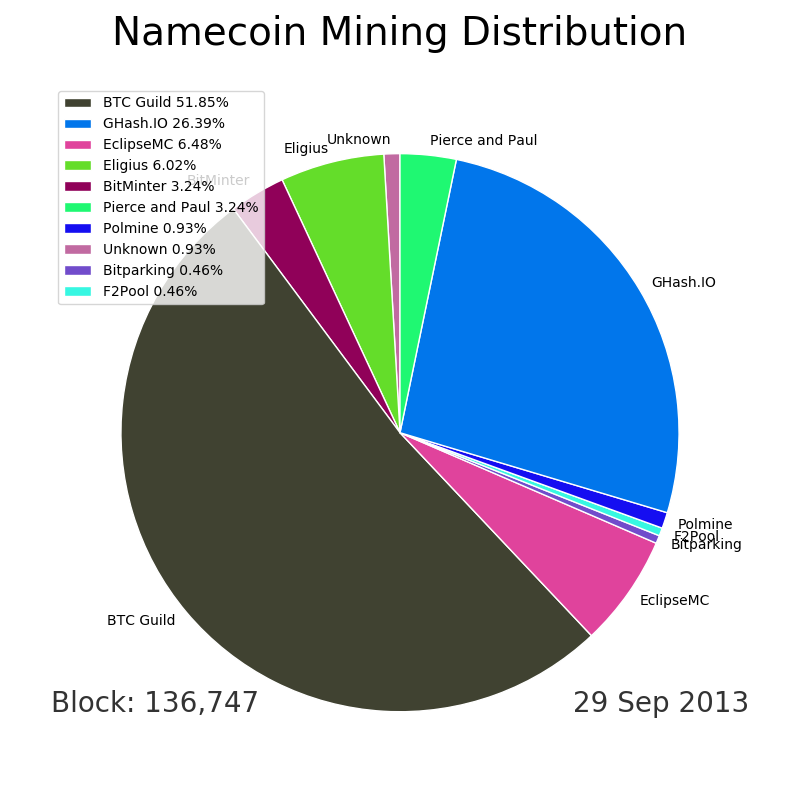 Namecoin Mining Distribution
BTC Guild 51.85%
GHash.IO 26.39%
EclipseMC 6.48%
Eligius 6.02%
BitMinter 3.24%
Pierce and Paul 3.24%
Polmine 0.93%
Unknown 0.93%
Bitparking 0.46%
F2Pool 0.46%
Unknown
Pierce and Paul
Eligius
BitMinter
GHash.IO
Polmine
F2Pool
Bitparking
EclipseMC
BTC Guild
Block: 136,747
29 Sep 2013